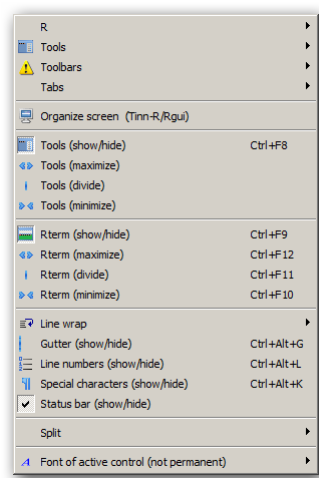 R
Tools
Toolbars
Tabs
Organize screen (Tinn-R/Rgui)
Tools (show/hide) Ctrl+F8
Tools (maximize)
Tools (divide)
Tools (minimize)
Rterm (show/hide) Ctrl+F9
Rterm (maximize) Ctrl+F12
Rterm (divide) Ctrl+F11
Rterm (minimize) Ctrl+F10
Line wrap
Gutter (show/hide) Ctrl+Alt+G
Line numbers (show/hide) Ctrl+Alt+L
Special characters (show/hide) Ctrl+Alt+K
Status bar (show/hide)
Split
Font of active control (not permanent)